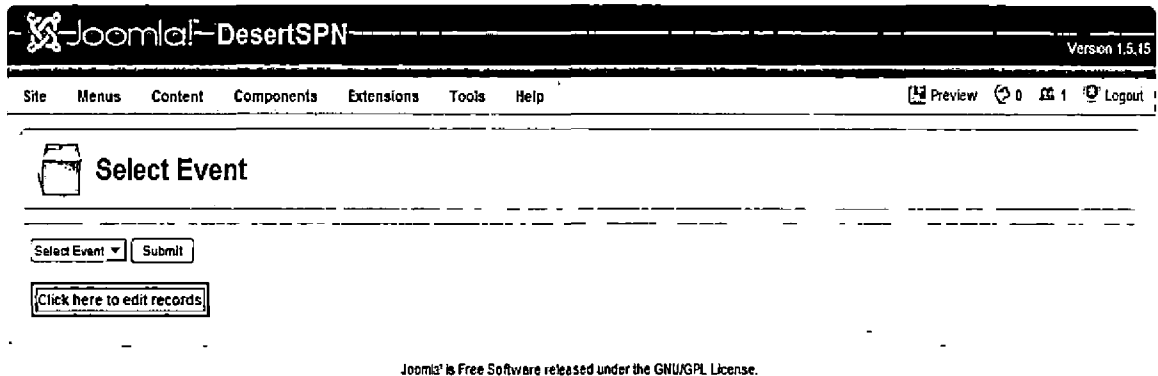 Joomla! DesertSPN
Version 1.5.15
Site Menus Content Components Extensions Tools Help Preview 0 1 Logout
Select Event
Select Event Submit
Click here to edit records
Joomla! is Free Software released under the GNU/GPL License.